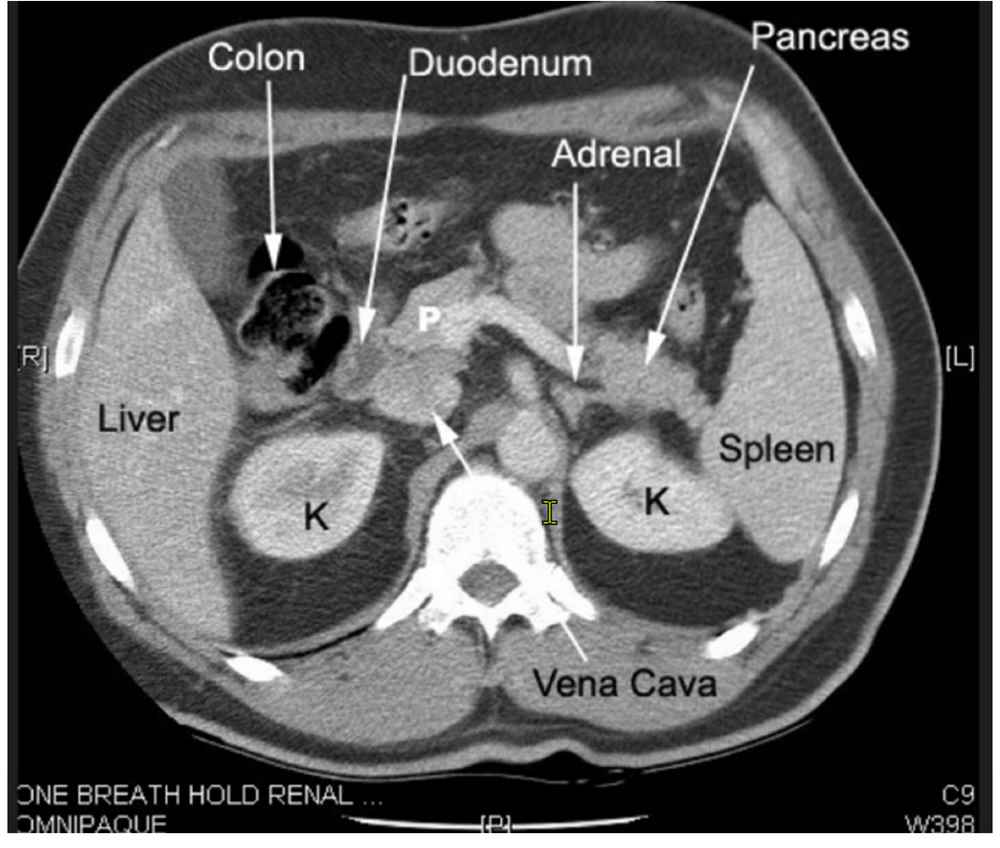 Pancreas
Colon
Duodenum
Adrenal
P
[R]
[L]
Liver
Spleen
K
K
Vena Cava
ONE BREATH HOLD RENAL ...
C9
OMNIPAQUE
[P]
W398